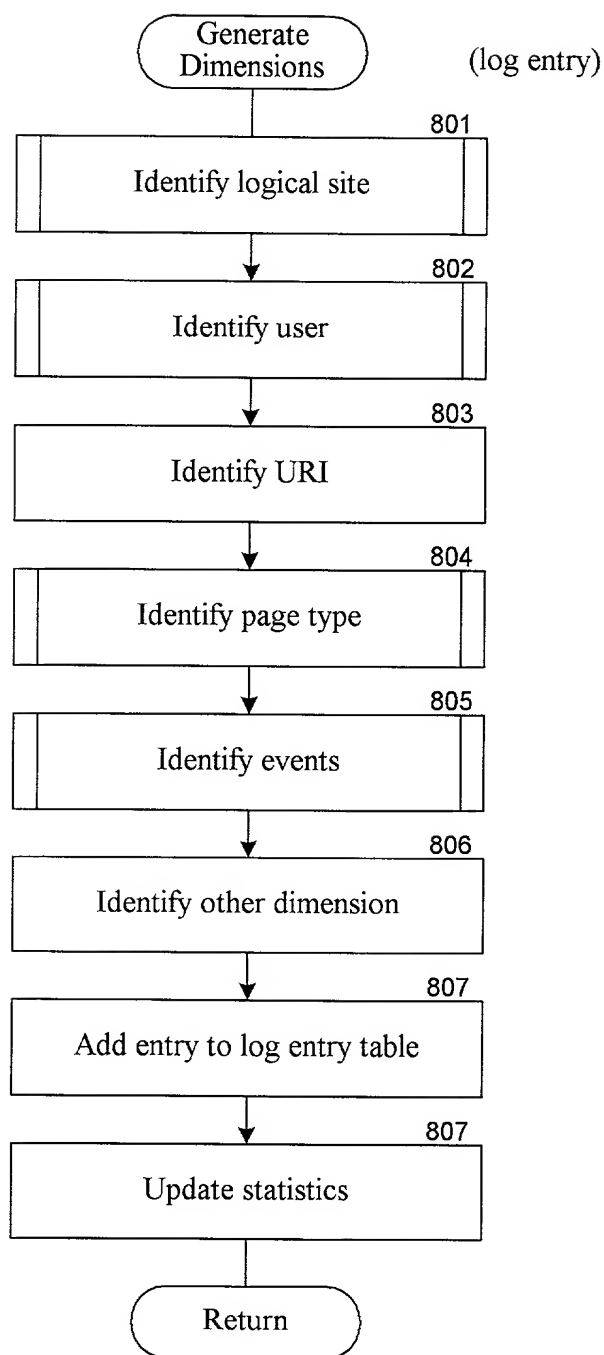 Generate
Dimensions
(log entry)
801
Identify logical site
802
Identify user
803
Identify URI
804
Identify page type
805
Identify events
806
Identify other dimension
807
Add entry to log entry table
807
Update statistics
Return